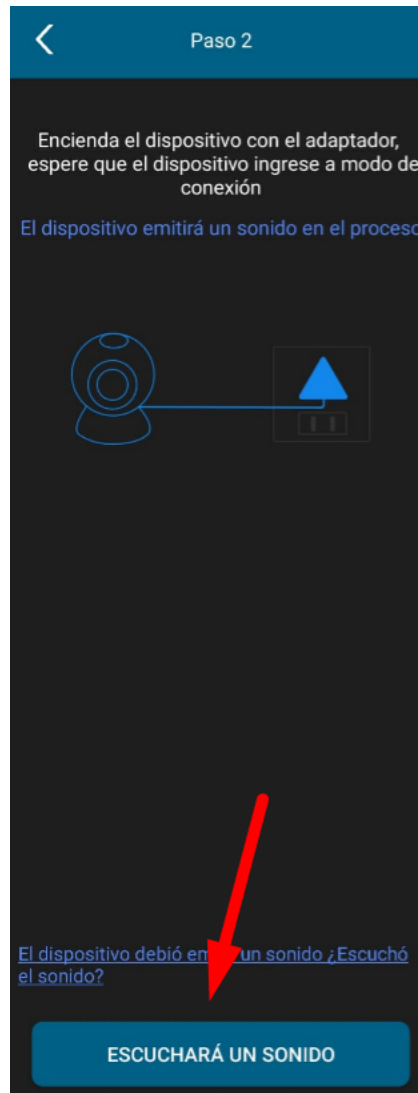 Paso 2
Encienda el dispositivo con el adaptador,
espere que el dispositivo ingrese a modo de
conexión
El dispositivo emitirá un sonido en el proceso
El dispositivo debió un sonido ¿Escuchó
el sonido?
ESCUCHARÁ UN SONIDO